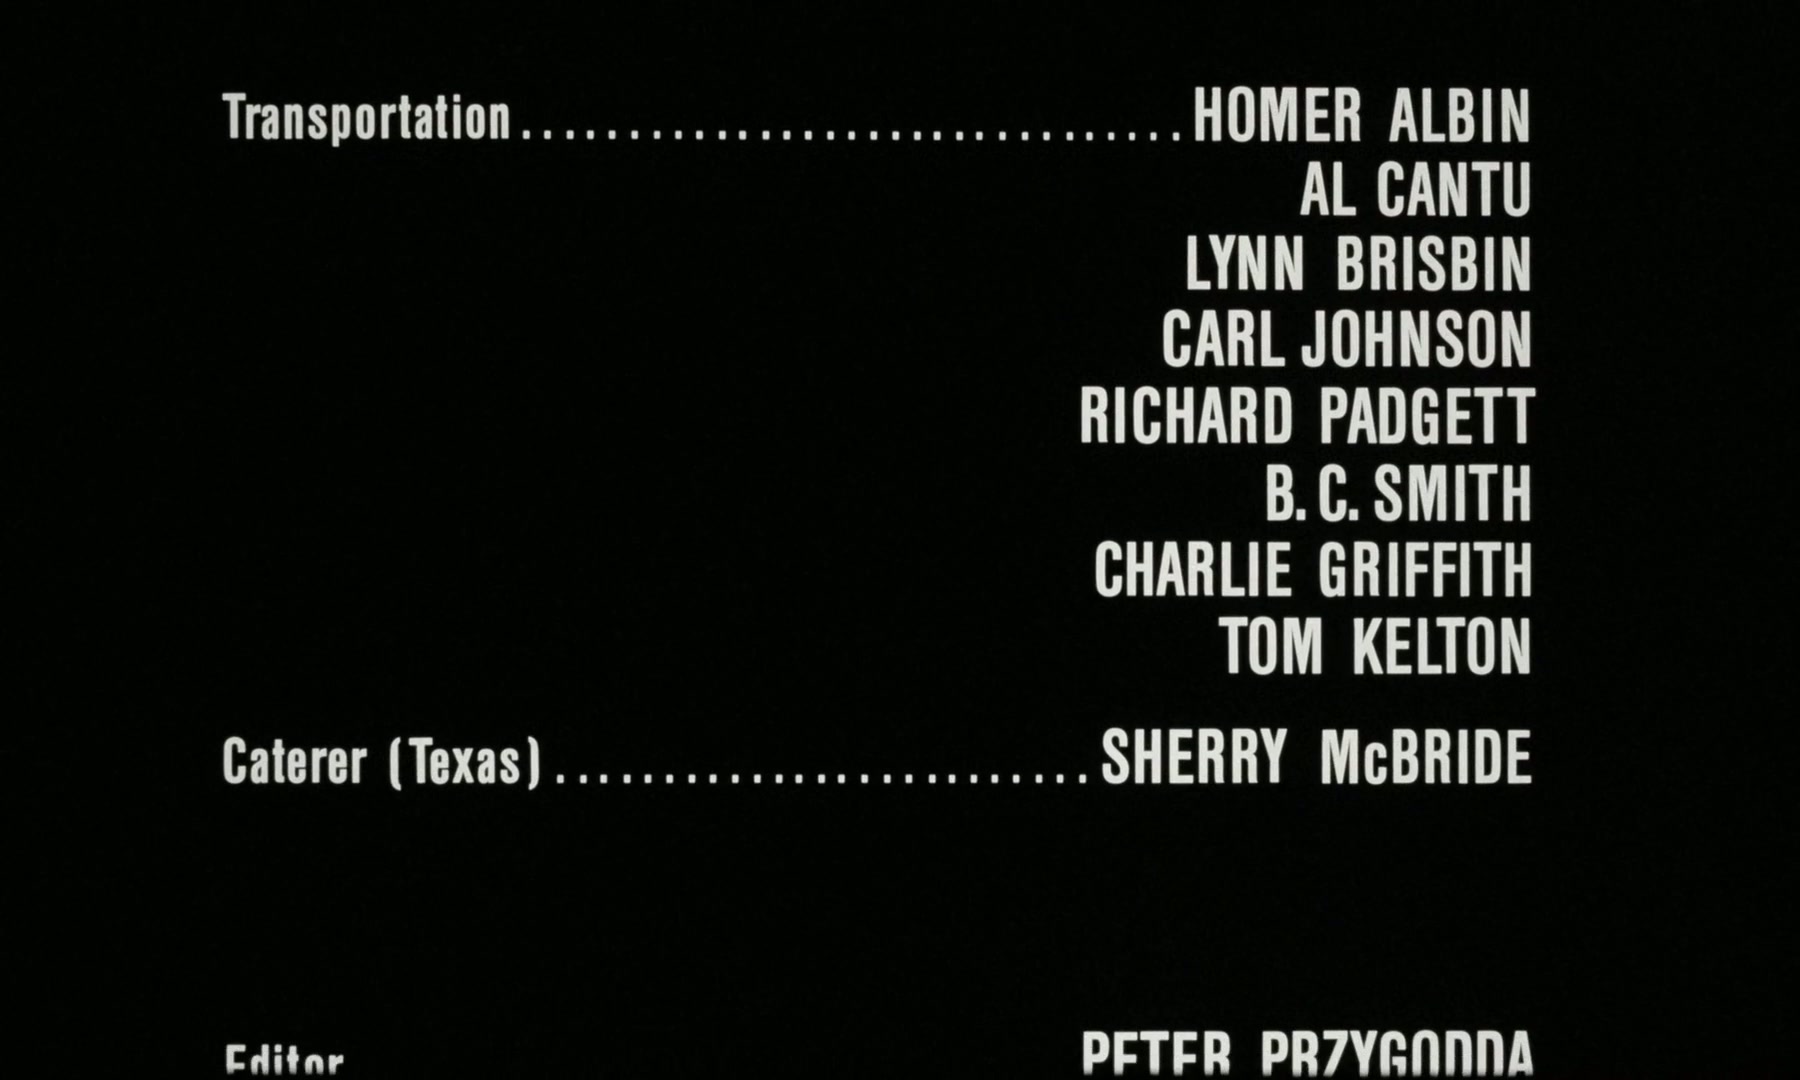 Transportation...............................HOMER ALBIN
AL CANTU
LYNN BRISBIN
CARL JOHNSON
RICHARD PADGETT
B. C. SMITH
CHARLIE GRIFFITH
TOM KELTON
Caterer (Texas).........................SHERRY McBRIDE
Editor PETER PRZYGODDA